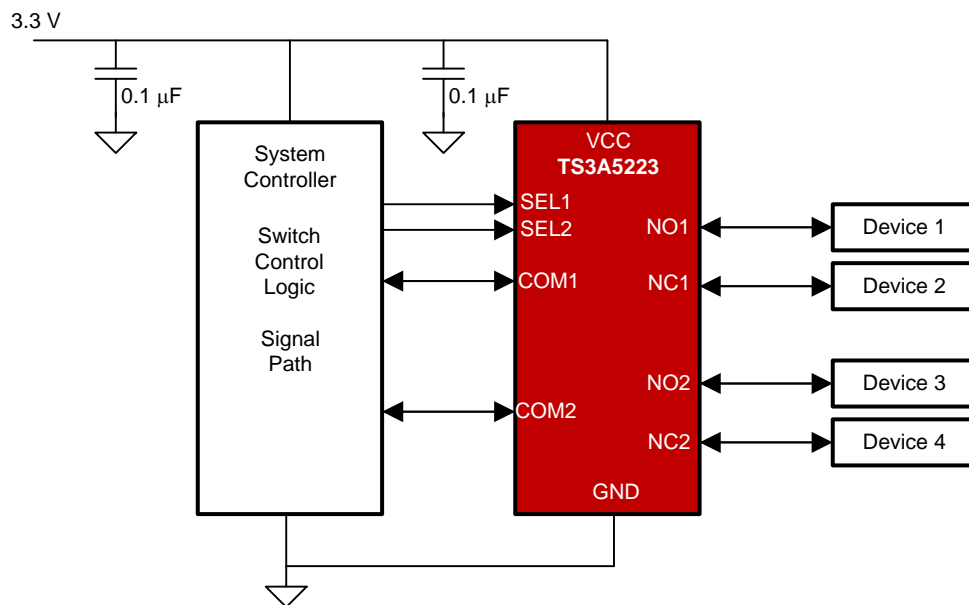 3.3 V
0.1 μF
0.1 μF
System
Controller
Switch
Control
Logic
Signal
Path
VCC
TS3A5223
SEL1
SEL2
COM1
COM2
NO1
NC1
NO2
NC2
GND
Device 1
Device 2
Device 3
Device 4